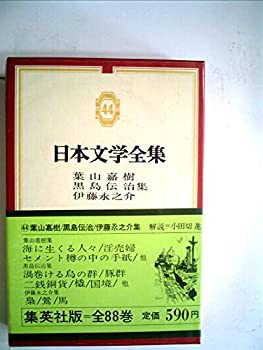 44
日本文学全集
葉山嘉樹
黒島伝治集
伊藤永之介
44 葉山嘉樹/黒島伝治/伊藤永之介集 解説=小田切進
葉山嘉樹集
海に生くる人々/淫売婦
セメント樽の中の手紙/他
黒島伝治集
渦巻ける烏の群/豚群
二銭銅貨/橇/国境/他
伊藤永之介集
梟/鶯/馬
集英社版=全88巻 定価590円